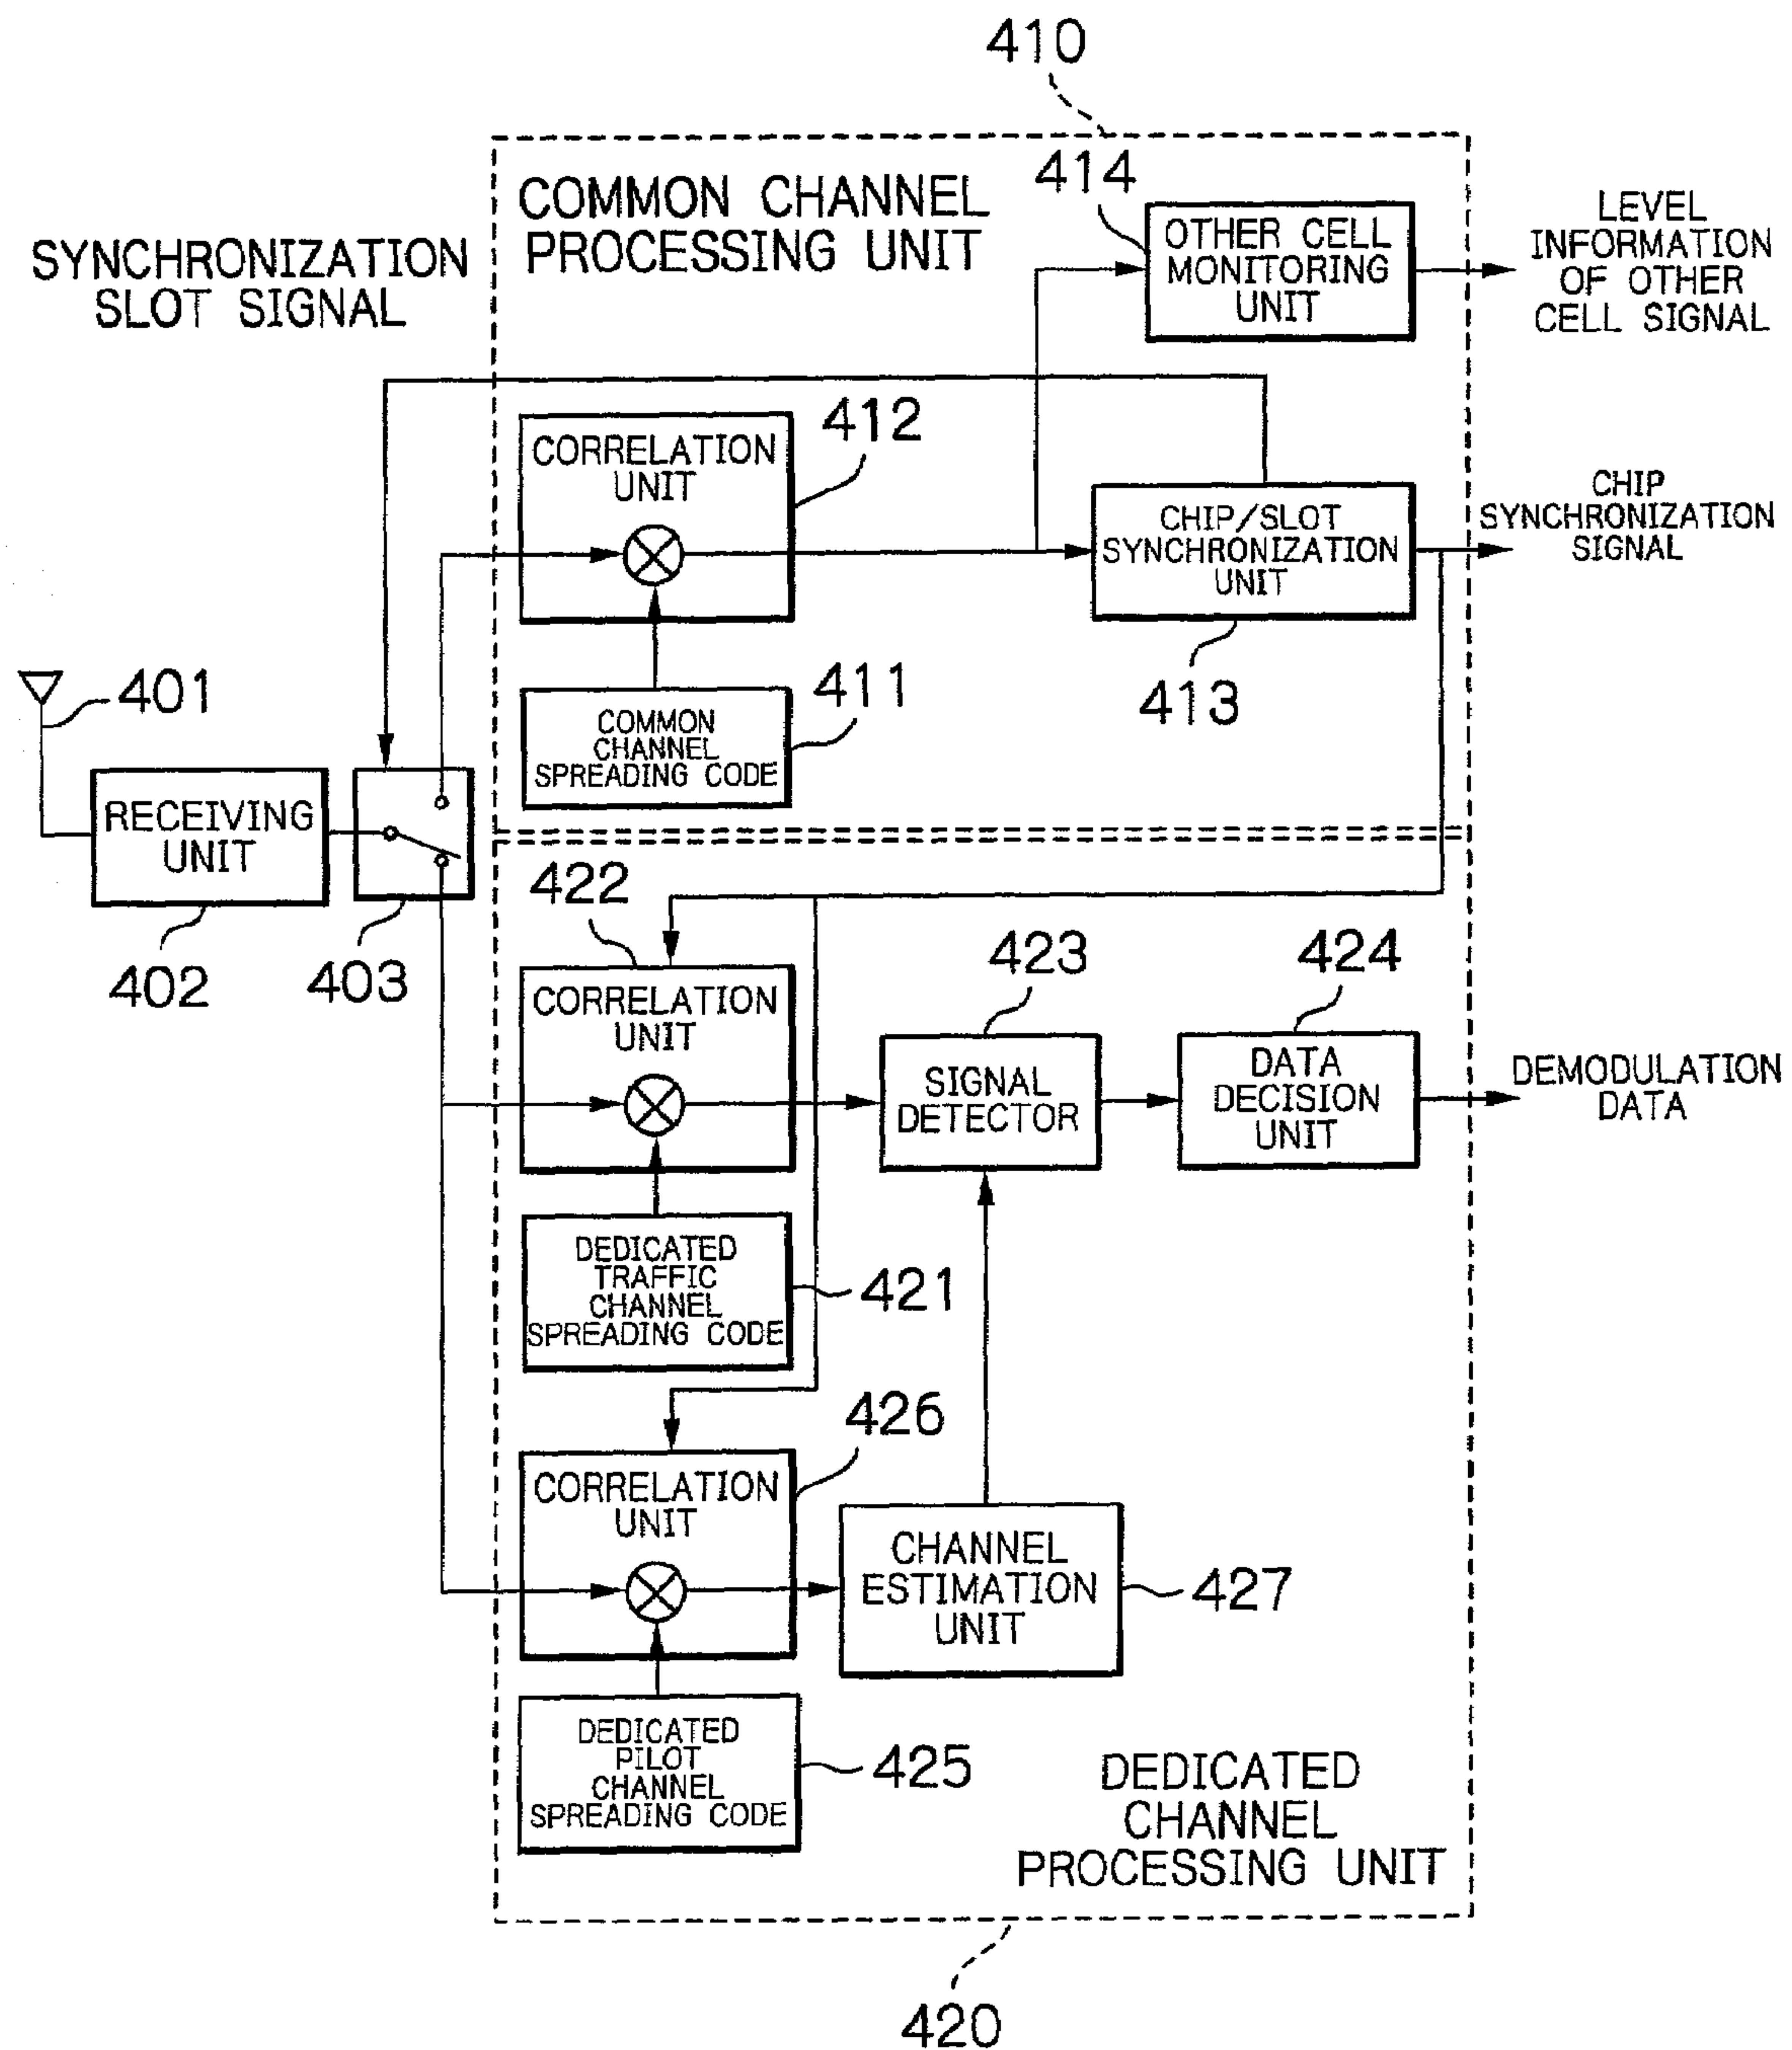 410
COMMON CHANNEL
PROCESSING UNIT
414
OTHER CELL
MONITORING
UNIT
LEVEL
INFORMATION
OF OTHER
CELL SIGNAL
SYNCHRONIZATION
SLOT SIGNAL
CORRELATION
UNIT
412
CHIP/SLOT
SYNCHRONIZATION
UNIT
413
CHIP
SYNCHRONIZATION
SIGNAL
401
COMMON
CHANNEL
SPREADING CODE
411
RECEIVING
UNIT
402
403
422
CORRELATION
UNIT
423
SIGNAL
DETECTOR
424
DATA
DECISION
UNIT
DEMODULATION
DATA
DEDICATED
TRAFFIC
CHANNEL
SPREADING CODE
421
426
CORRELATION
UNIT
CHANNEL
ESTIMATION
UNIT
427
DEDICATED
PILOT
CHANNEL
SPREADING CODE
425
DEDICATED
CHANNEL
PROCESSING UNIT
420